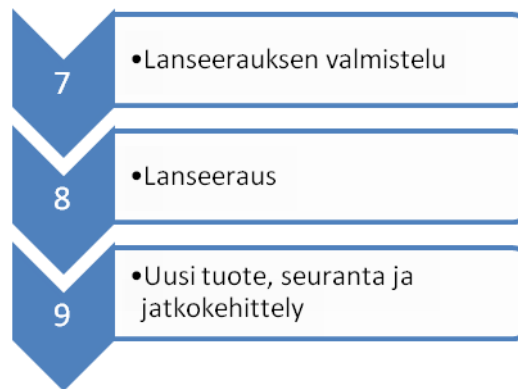 7
•Lanseerauksen valmistelu
8
•Lanseeraus
9
•Uusi tuote, seuranta ja
jatkokehittely